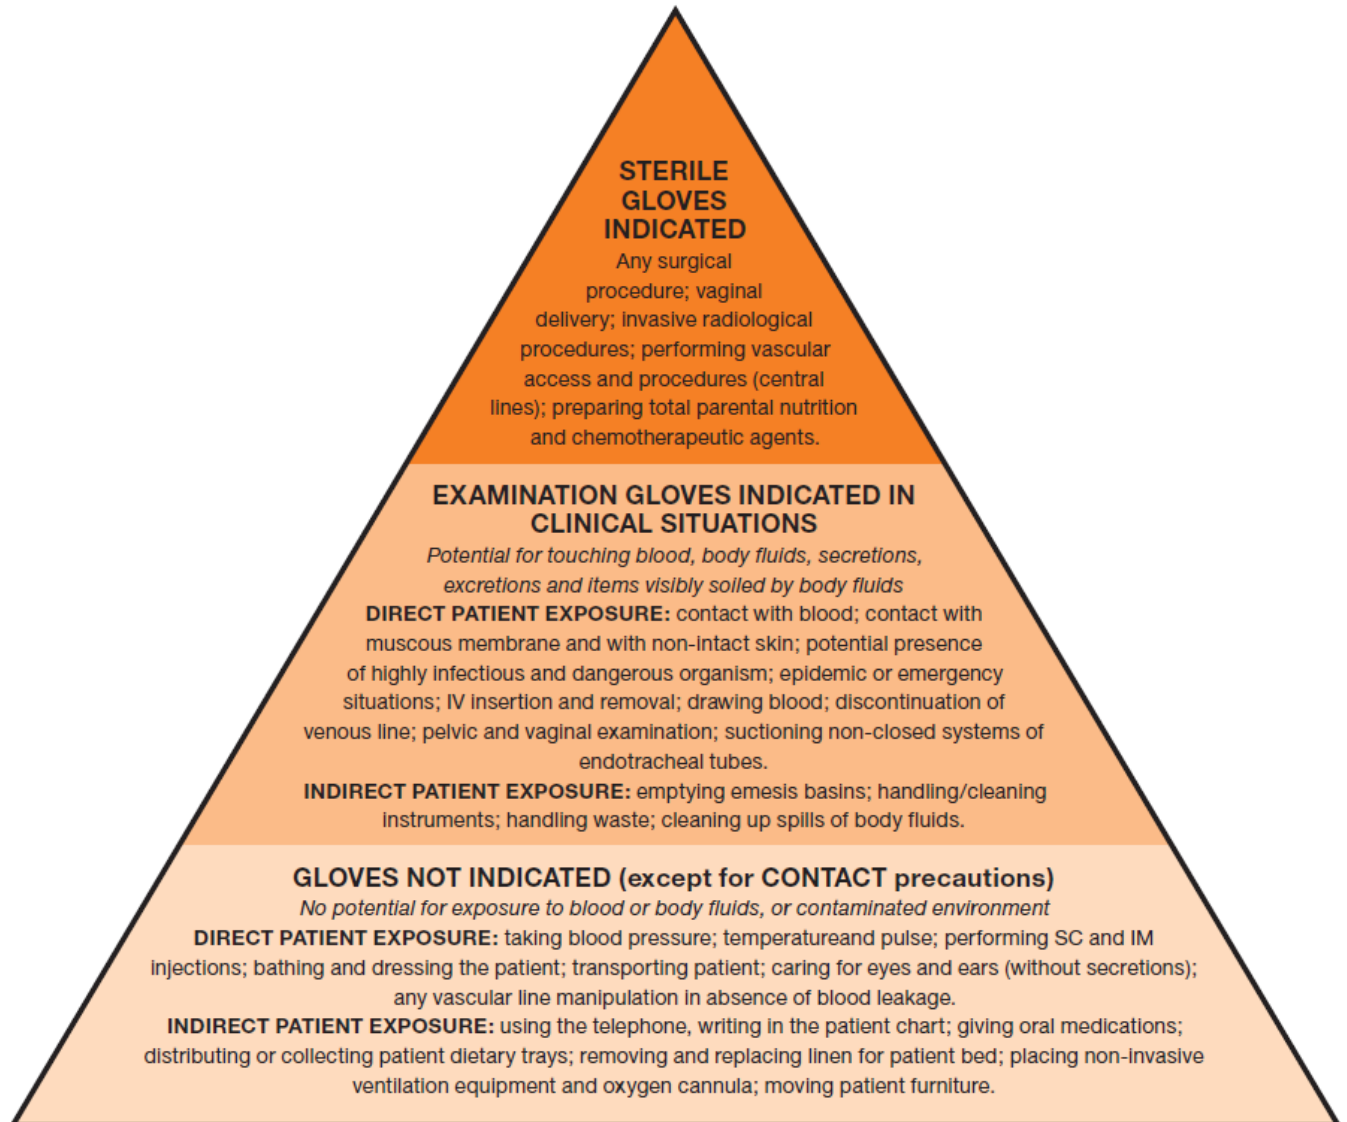 STERILE
GLOVES
INDICATED
Any surgical
procedure; vaginal
delivery; invasive radiological
procedures; performing vascular
access and procedures (central
lines); preparing total parental nutrition
and chemotherapeutic agents.
EXAMINATION GLOVES INDICATED IN
CLINICAL SITUATIONS
Potential for touching blood, body fluids, secretions,
excretions and items visibly soiled by body fluids
DIRECT PATIENT EXPOSURE: contact with blood; contact with
muscous membrane and with non-intact skin; potential presence
of highly infectious and dangerous organism; epidemic or emergency
situations; IV insertion and removal; drawing blood; discontinuation of
venous line; pelvic and vaginal examination; suctioning non-closed systems of
endotracheal tubes.
INDIRECT PATIENT EXPOSURE: emptying emesis basins; handling/cleaning
instruments; handling waste; cleaning up spills of body fluids.
GLOVES NOT INDICATED (except for CONTACT precautions)
No potential for exposure to blood or body fluids, or contaminated environment
DIRECT PATIENT EXPOSURE: taking blood pressure; temperatureand pulse; performing SC and IM
injections; bathing and dressing the patient; transporting patient; caring for eyes and ears (without secretions);
any vascular line manipulation in absence of blood leakage.
INDIRECT PATIENT EXPOSURE: using the telephone, writing in the patient chart; giving oral medications;
distributing or collecting patient dietary trays; removing and replacing linen for patient bed; placing non-invasive
ventilation equipment and oxygen cannula; moving patient furniture.